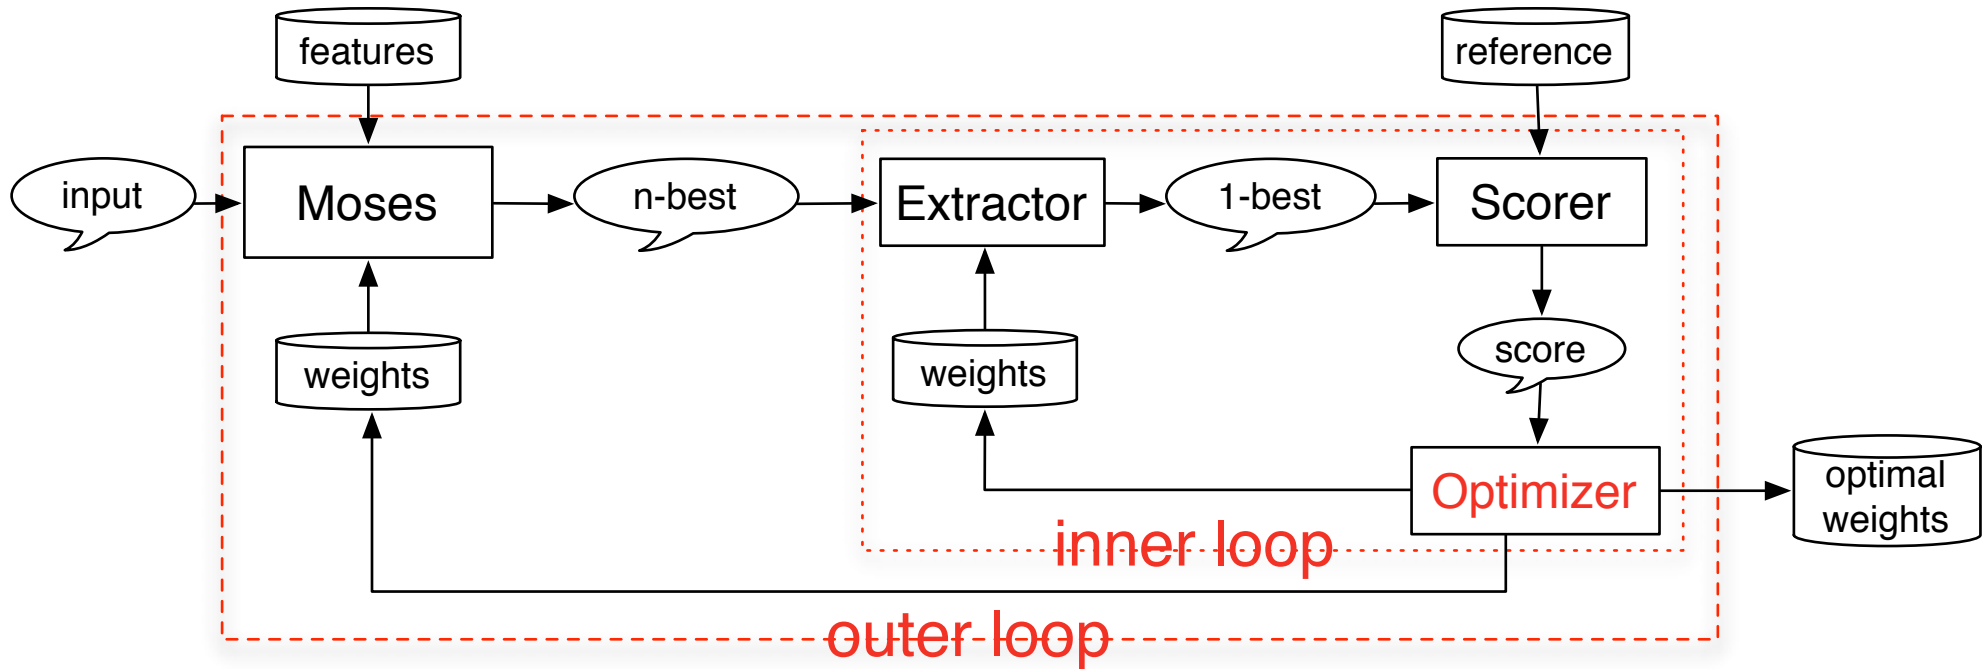 features
reference
input
Moses
n-best
Extractor
1-best
Scorer
weights
weights
score
Optimizer
optimal
weights
inner loop
outer loop